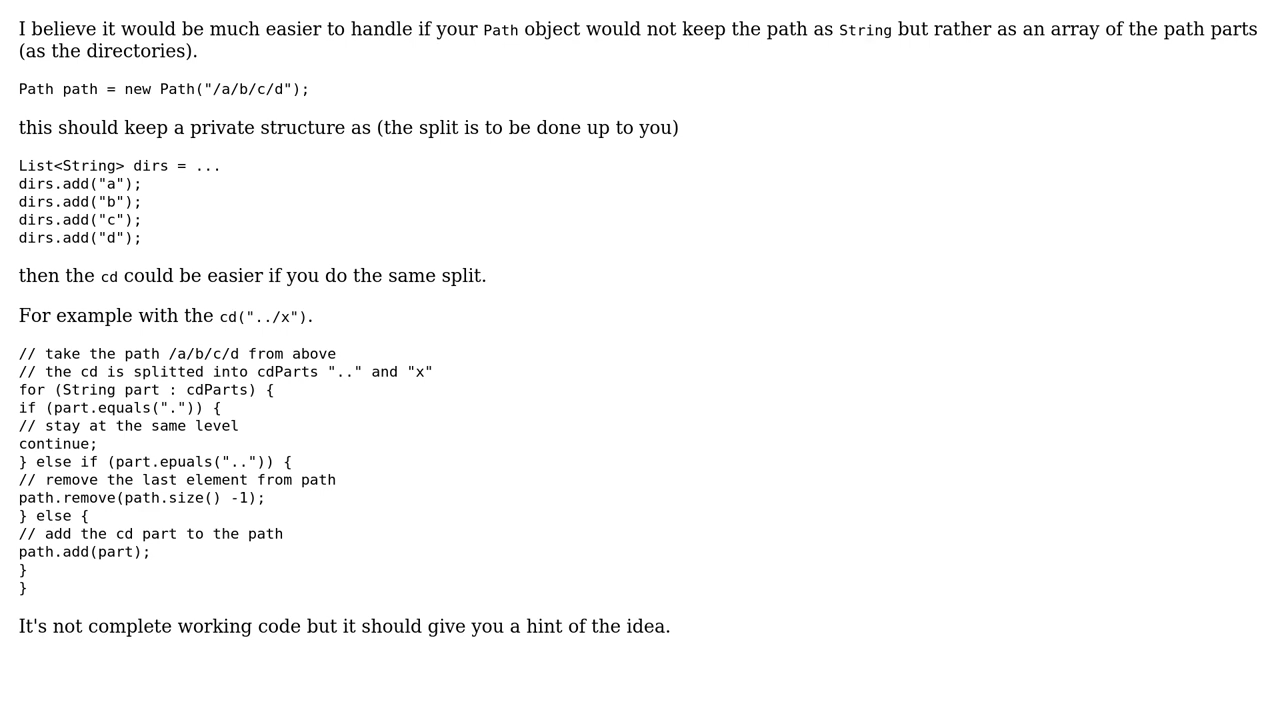 I believe it would be much easier to handle if your Path object would not keep the path as String but rather as an array of the path parts
(as the directories).
Path path = new Path("/a/b/c/d");
this should keep a private structure as (the split is to be done up to you)
List<String> dirs = ...
dirs.add("a");
dirs.add("b");
dirs.add("c");
dirs.add("d");
then the cd could be easier if you do the same split.
For example with the cd("../x").
// take the path /a/b/c/d from above
// the cd is splitted into cdParts ".." and "x"
for (String part : cdParts) {
if (part.equals(".")) {
// stay at the same level
continue;
} else if (part.epuals("..")) {
// remove the last element from path
path.remove(path.size() -1);
} else {
// add the cd part to the path
path.add(part);
}
}
It's not complete working code but it should give you a hint of the idea.